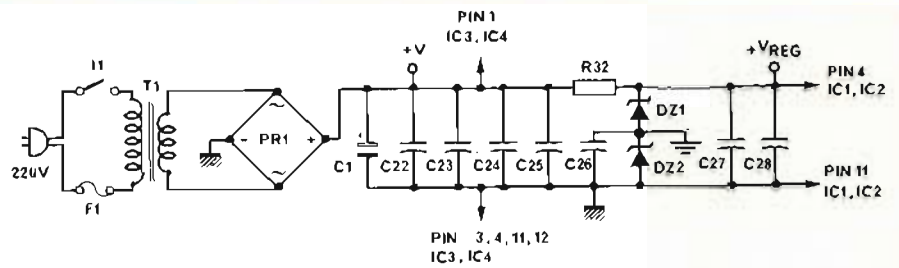 PIN 1
IC3, IC4
+V
+VREG
I1
T1
R32
PIN 4
IC1, IC2
DZ1
- PR1 +
220V
C1
C22
C23
C24
C25
C26
DZ2
C27
C28
F1
PIN 11
IC1, IC2
PIN 3, 4, 11, 12
IC3, IC4